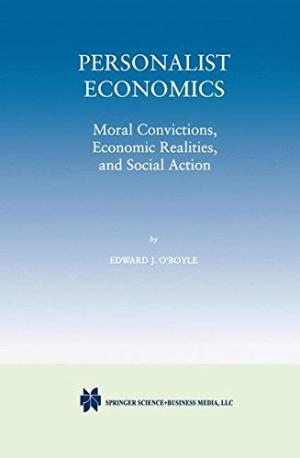 PERSONALIST
ECONOMICS
Moral Convictions,
Economic Realities,
and Social Action
by
EDWARD J. O'BOYLE
SPRINGER SCIENCE+BUSINESS MEDIA, LLC